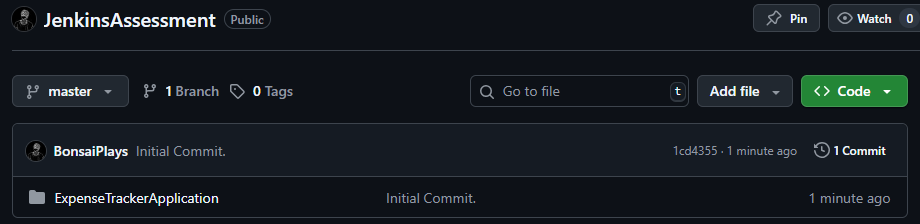 JenkinsAssessment Public Pin Watch 0
master 1 Branch 0 Tags Go to file t Add file Code
BonsaiPlays Initial Commit. 1cd4355 · 1 minute ago 1 Commit
ExpenseTrackerApplication Initial Commit. 1 minute ago